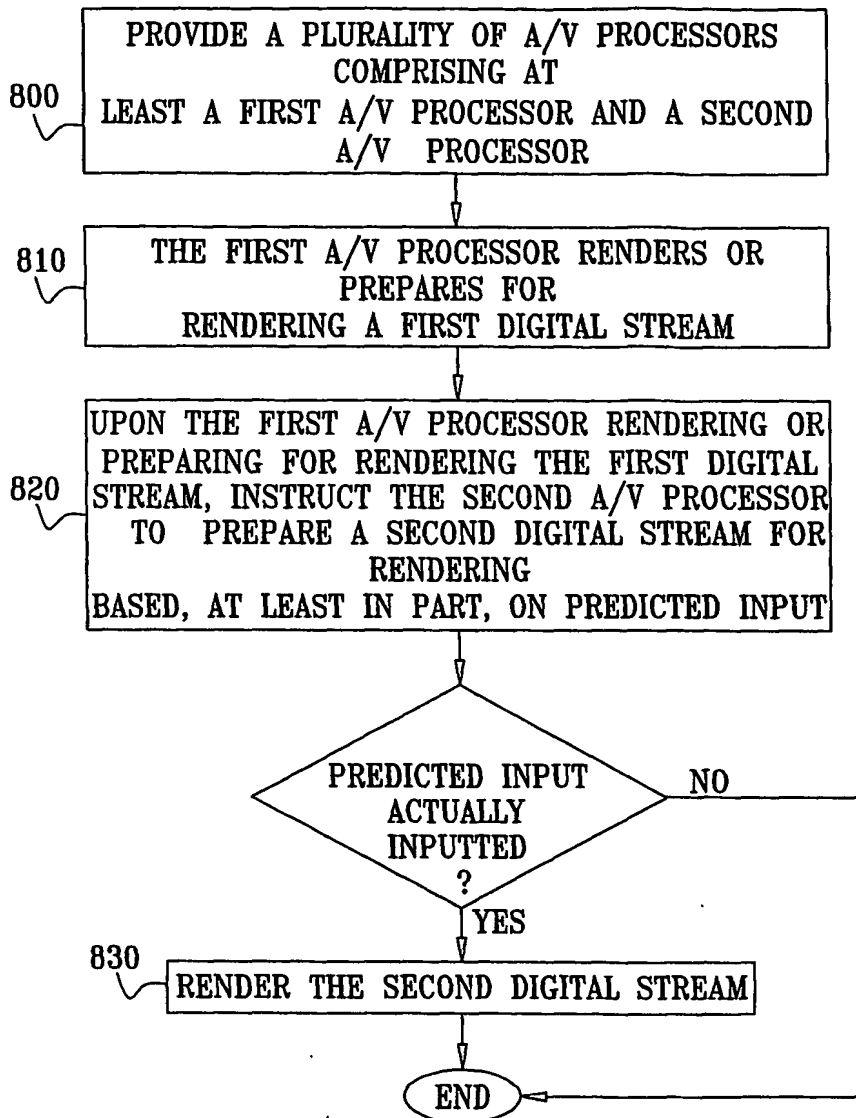 PROVIDE A PLURALITY OF A/V PROCESSORS
COMPRISING AT
800
LEAST A FIRST A/V PROCESSOR AND A SECOND
A/V PROCESSOR
810
THE FIRST A/V PROCESSOR RENDERS OR
PREPARES FOR
RENDERING A FIRST DIGITAL STREAM
UPON THE FIRST A/V PROCESSOR RENDERING OR
PREPARING FOR RENDERING THE FIRST DIGITAL
820
STREAM, INSTRUCT THE SECOND A/V PROCESSOR
TO PREPARE A SECOND DIGITAL STREAM FOR
RENDERING
BASED, AT LEAST IN PART, ON PREDICTED INPUT
PREDICTED INPUT
ACTUALLY
INPUTTED
?
NO
YES
830
RENDER THE SECOND DIGITAL STREAM
END